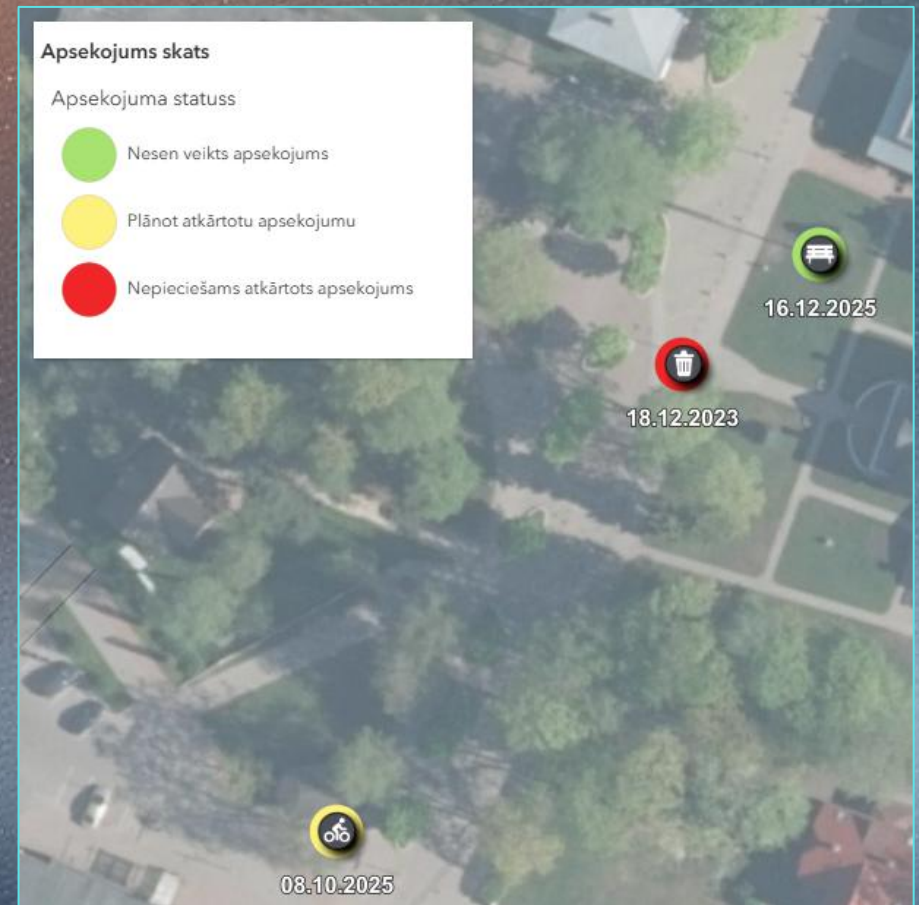 Apsekojums skats
Apsekojuma statuss
Nesen veikts apsekojums
Plānot atkārtotu apsekojumu
Nepieciešams atkārtots apsekojums
16.12.2025
18.12.2023
08.10.2025